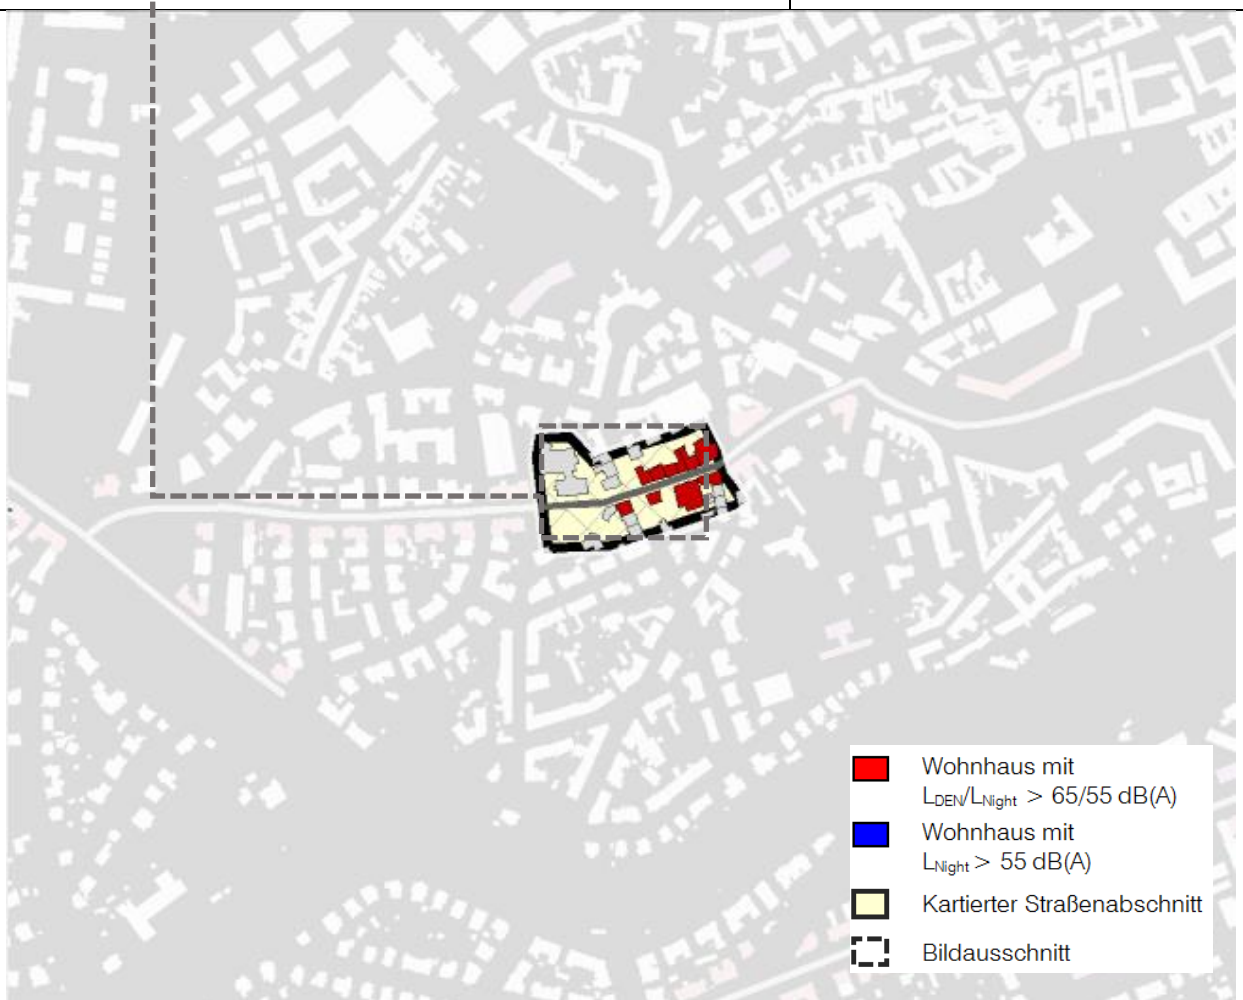 Wohnhaus mit
LDEN/LNight > 65/55 dB(A)
Wohnhaus mit
LNight > 55 dB(A)
Kartierter Straßenabschnitt
Bildausschnitt